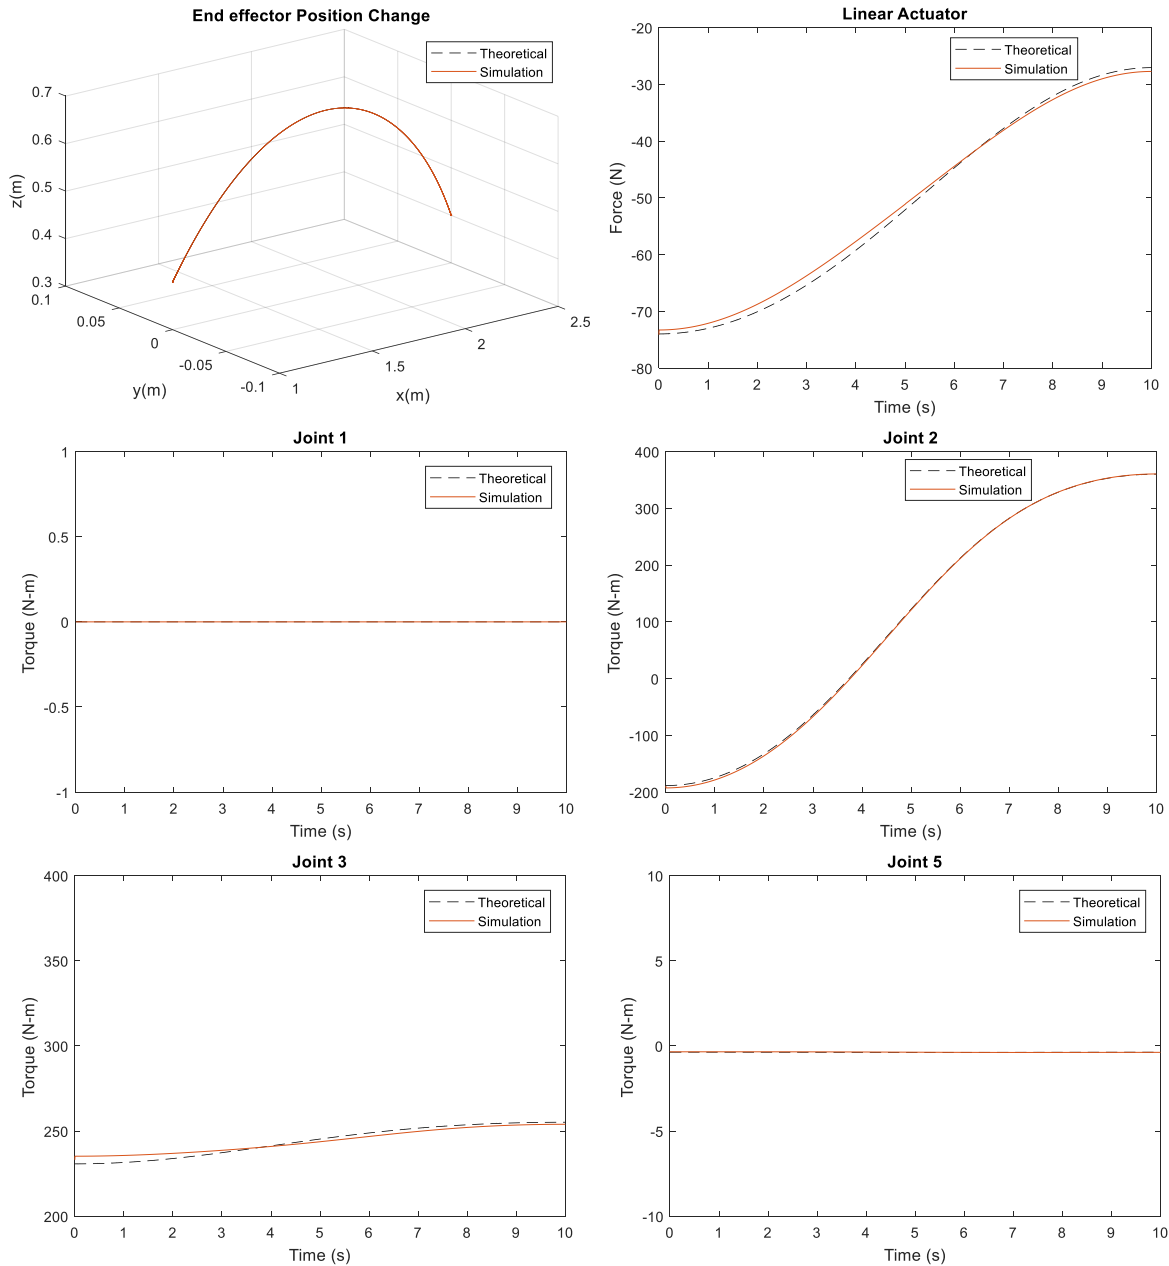 End effector Position Change
Theoretical
Simulation
0.7
0.6
0.5
0.4
0.3
z(m)
0.1
0.05
0
-0.05
-0.1
y(m)
1
1.5
2
2.5
x(m)
Linear Actuator
Theoretical
Simulation
-20
-30
-40
-50
-60
-70
-80
Force (N)
0 1 2 3 4 5 6 7 8 9 10
Time (s)
Joint 1
Theoretical
Simulation
1
0.5
0
-0.5
-1
Torque (N-m)
0 1 2 3 4 5 6 7 8 9 10
Time (s)
Joint 2
Theoretical
Simulation
400
300
200
100
0
-100
-200
Torque (N-m)
0 1 2 3 4 5 6 7 8 9 10
Time (s)
Joint 3
Theoretical
Simulation
400
350
300
250
200
Torque (N-m)
0 1 2 3 4 5 6 7 8 9 10
Time (s)
Joint 5
Theoretical
Simulation
10
5
0
-5
-10
Torque (N-m)
0 1 2 3 4 5 6 7 8 9 10
Time (s)